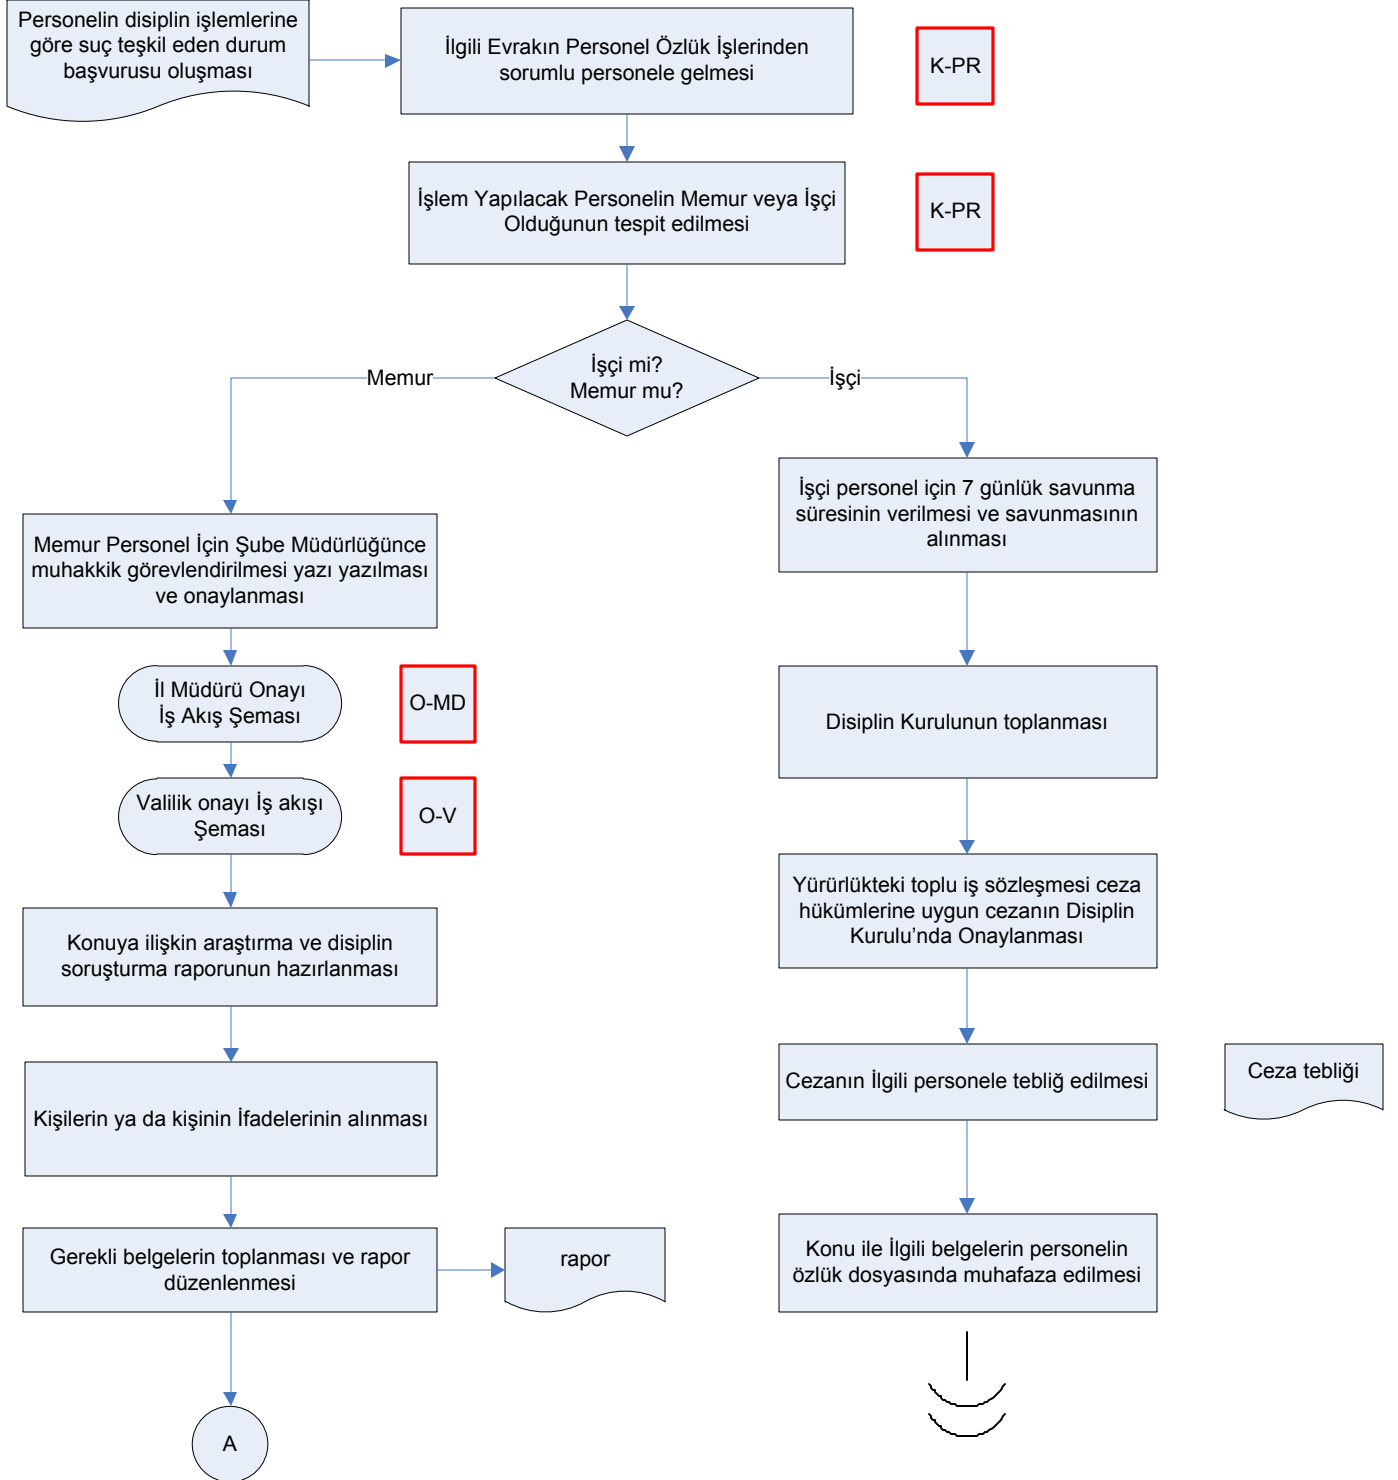 Personelin disiplin işlemlerine
göre suç teşkil eden durum
başvurusu oluşması
İlgili Evrakın Personel Özlük İşlerinden
sorumlu personele gelmesi
K-PR
İşlem Yapılacak Personelin Memur veya İşçi
Olduğunun tespit edilmesi
K-PR
İşçi mi?
Memur mu?
Memur
İşçi
Memur Personel İçin Şube Müdürlüğünce
muhakkik görevlendirilmesi yazı yazılması
ve onaylanması
İl Müdürü Onayı
İş Akış Şeması
O-MD
Valilik onayı İş akışı
Şeması
O-V
Konuya ilişkin araştırma ve disiplin
soruşturma raporunun hazırlanması
Kişilerin ya da kişinin İfadelerinin alınması
Gerekli belgelerin toplanması ve rapor
düzenlenmesi
rapor
A
İşçi personel için 7 günlük savunma
süresinin verilmesi ve savunmasının
alınması
Disiplin Kurulunun toplanması
Yürürlükteki toplu iş sözleşmesi ceza
hükümlerine uygun cezanın Disiplin
Kurulu’nda Onaylanması
Cezanın İlgili personele tebliğ edilmesi
Ceza tebliği
Konu ile İlgili belgelerin personelin
özlük dosyasında muhafaza edilmesi